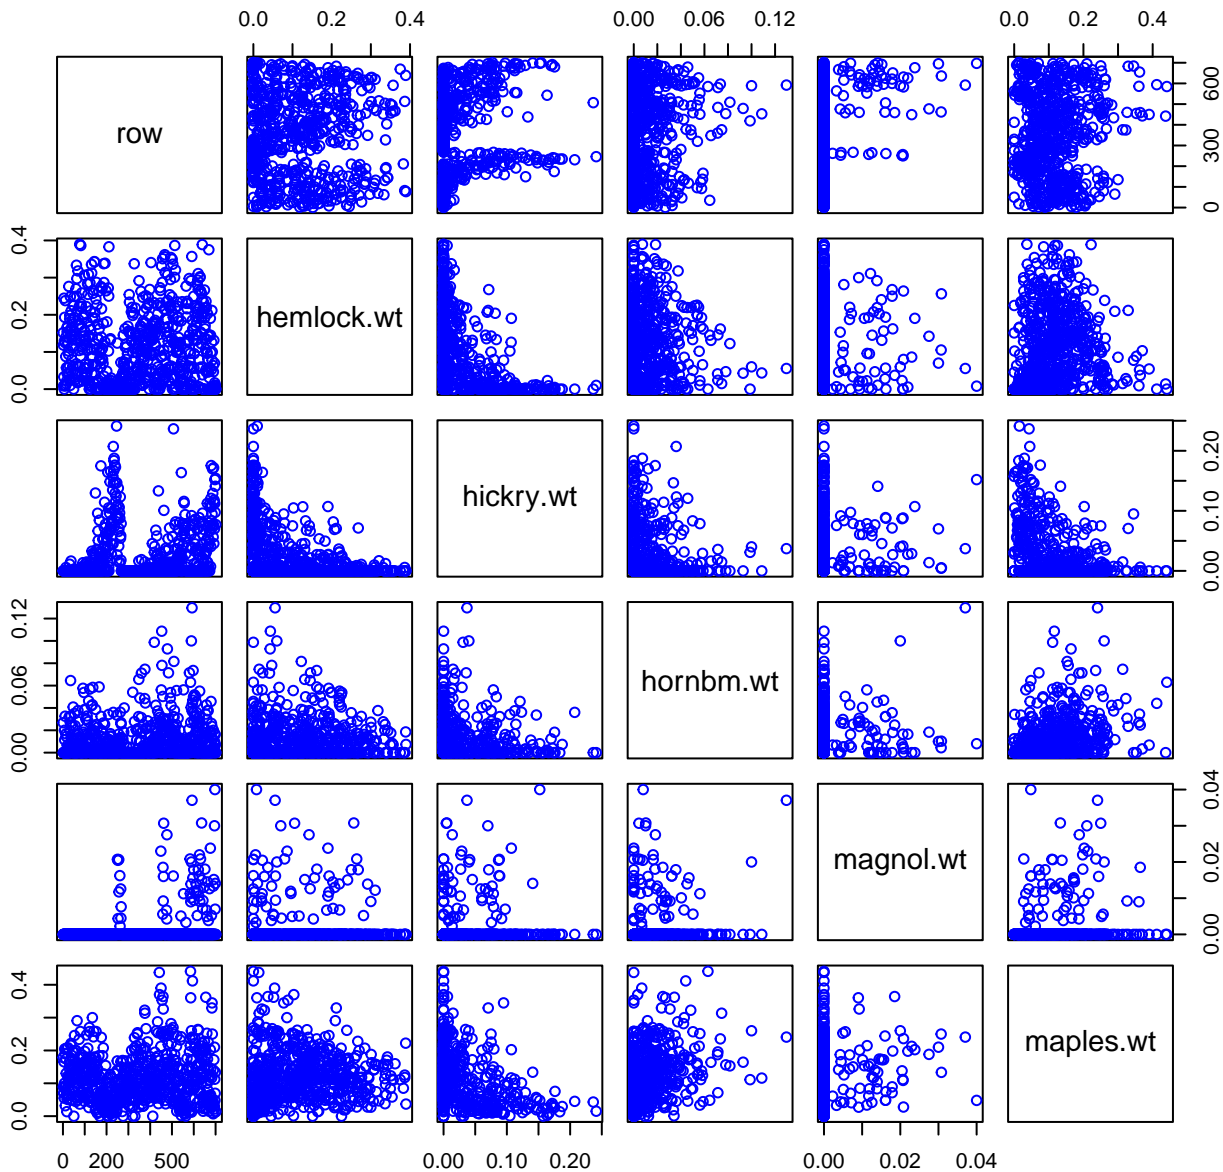 0.0 0.2 0.4 0.00 0.06 0.12 0.0 0.2 0.4
row 0 300 600
0.0 0.2 0.4 hemlock.wt
hickry.wt 0.00 0.10 0.20
0.00 0.06 0.12 hornbm.wt
magnol.wt 0.00 0.02 0.04
0.0 0.2 0.4 maples.wt
0 200 500 0.00 0.10 0.20 0.00 0.02 0.04